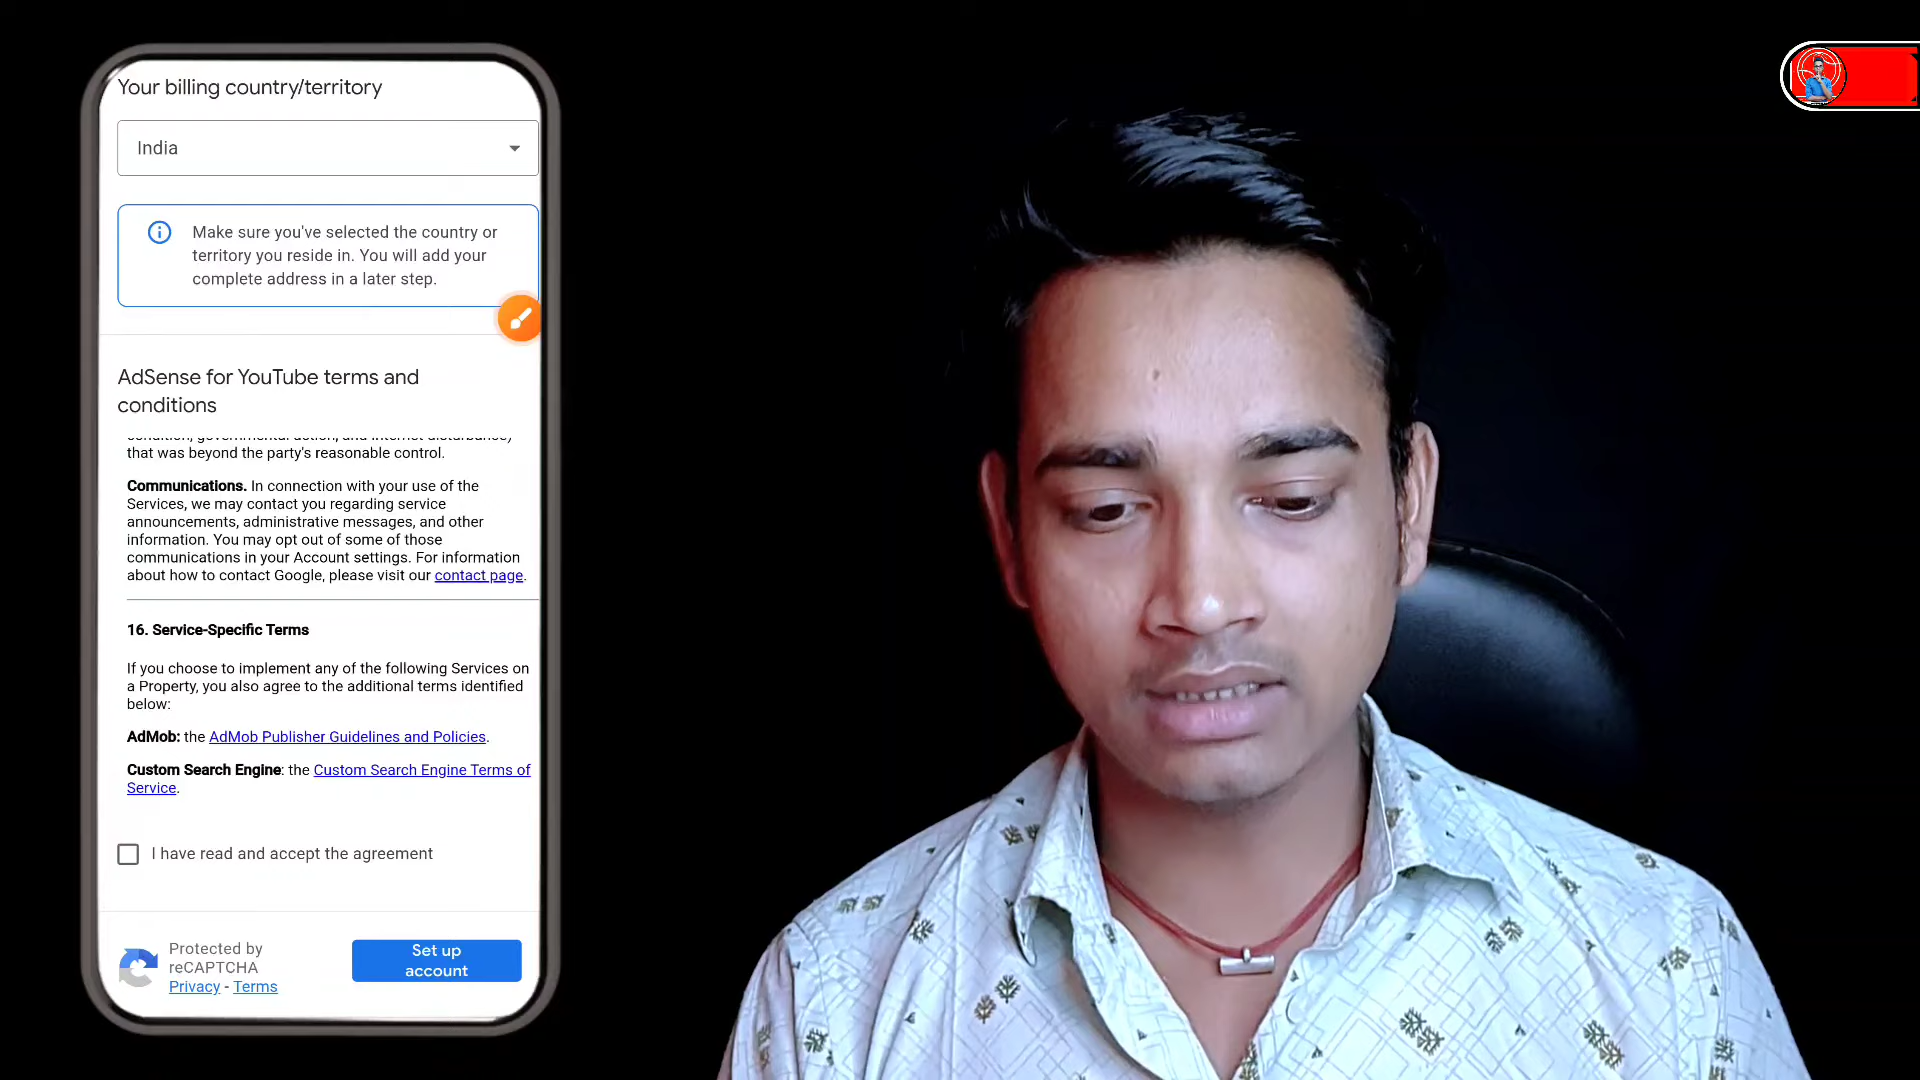 Your billing country/territory
India
Make sure you've selected the country or
territory you reside in. You will add your
complete address in a later step.
AdSense for YouTube terms and
conditions
condition, governmental action, and internet disturbance)
that was beyond the party's reasonable control.
Communications. In connection with your use of the
Services, we may contact you regarding service
announcements, administrative messages, and other
information. You may opt out of some of those
communications in your Account settings. For information
about how to contact Google, please visit our contact page.
16. Service-Specific Terms
If you choose to implement any of the following Services on
a Property, you also agree to the additional terms identified
below:
AdMob: the AdMob Publisher Guidelines and Policies.
Custom Search Engine: the Custom Search Engine Terms of
Service.
I have read and accept the agreement
Protected by
reCAPTCHA
Privacy - Terms
Set up
account